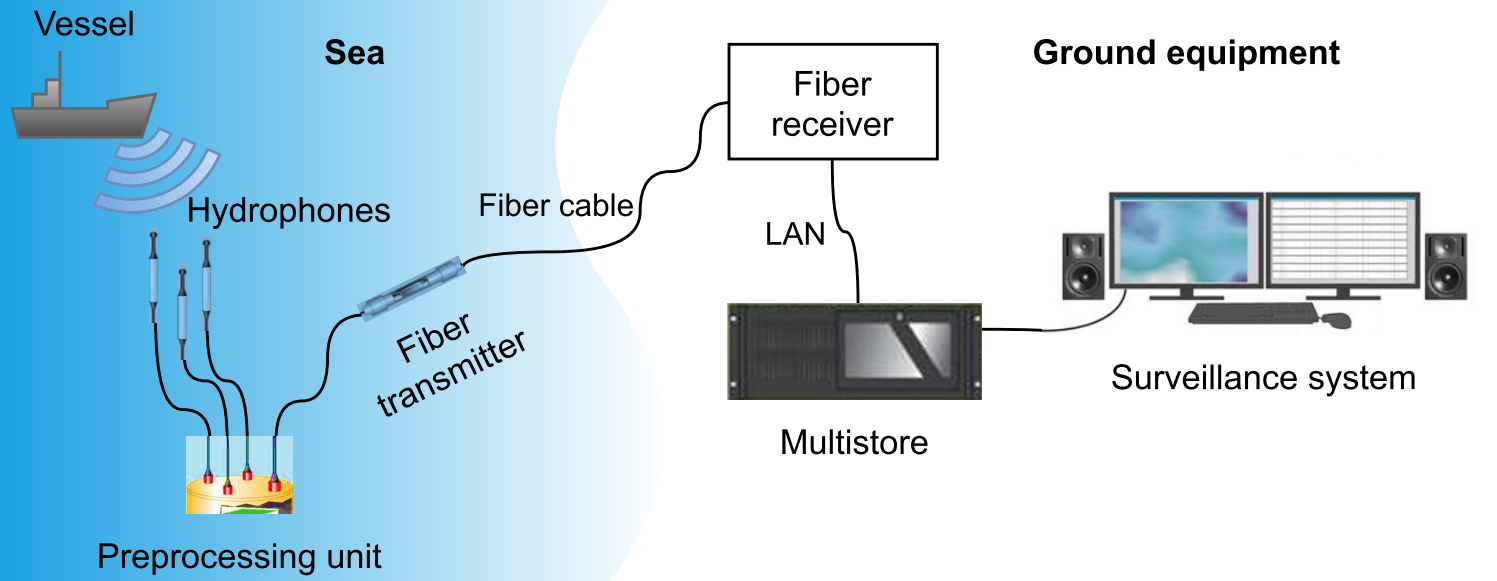 Vessel
Sea
Ground equipment
Fiber
receiver
Hydrophones
Fiber cable
LAN
Fiber
transmitter
Surveillance system
Multistore
Preprocessing unit